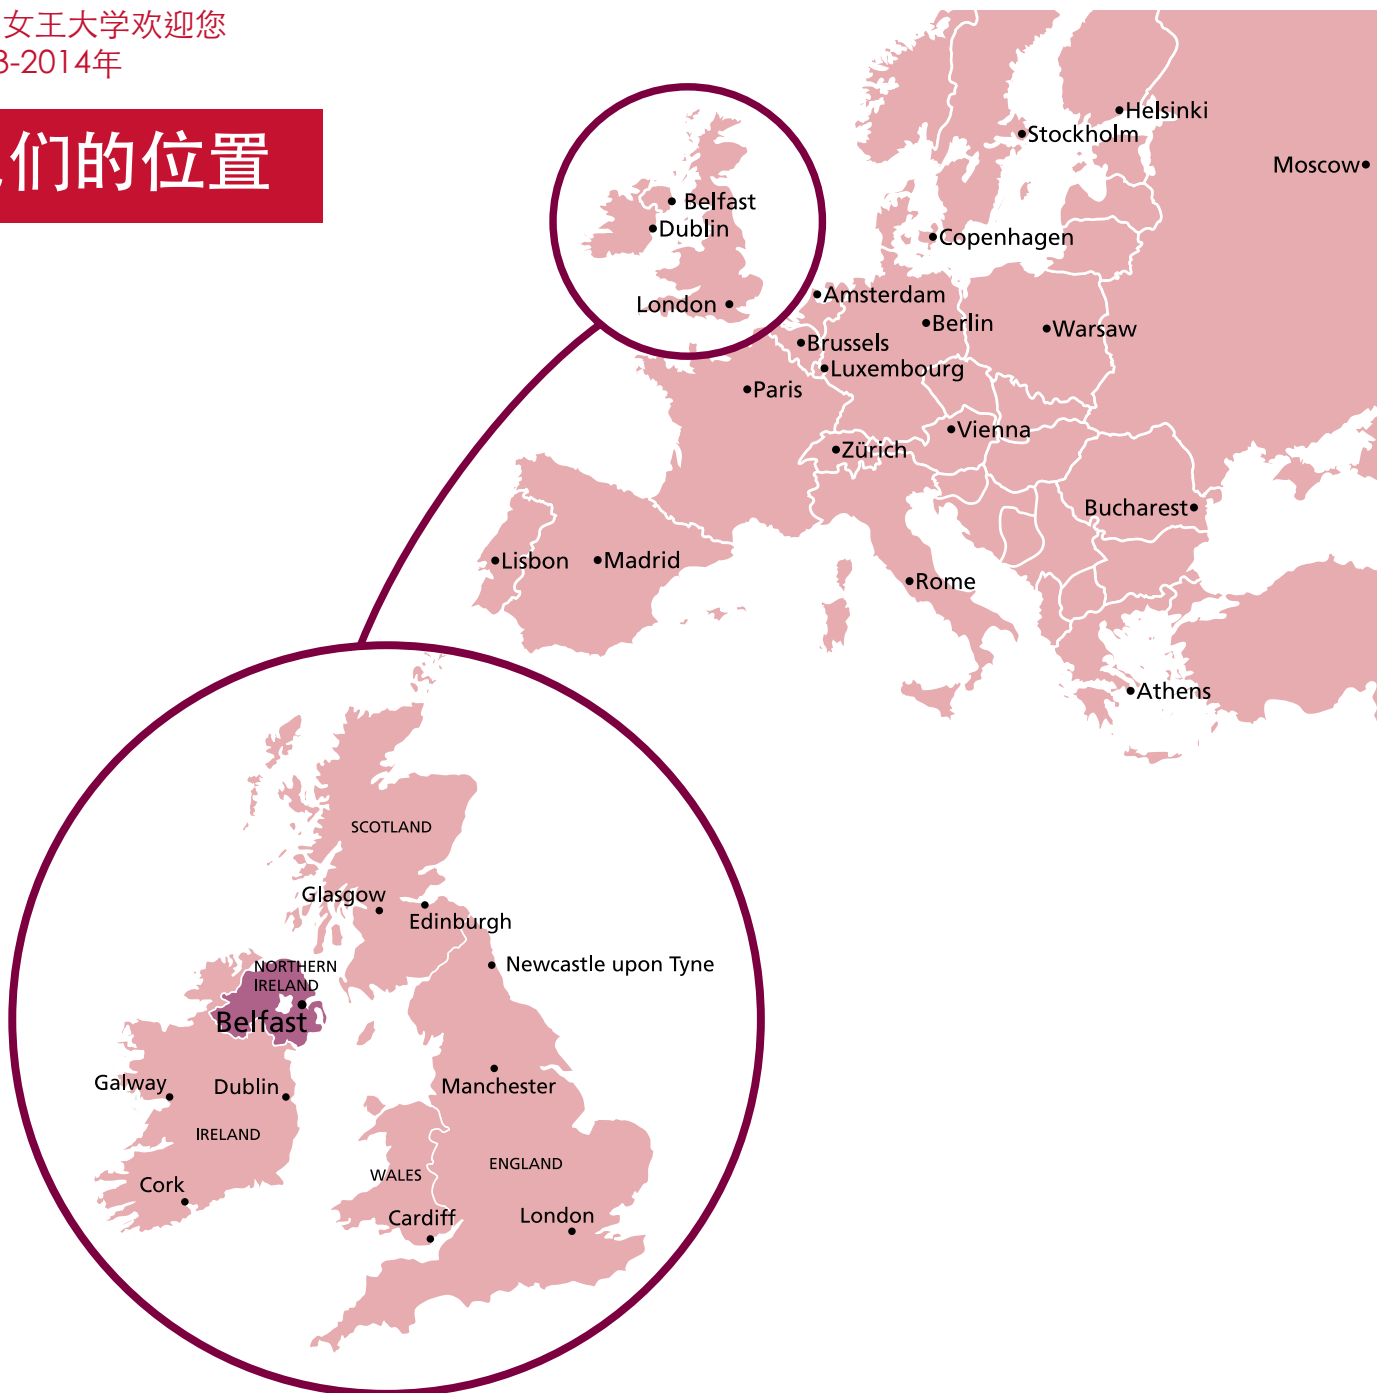 女王大学欢迎您
3-2014年
们的位置
Helsinki
Stockholm
Moscow
Belfast
Dublin
Copenhagen
London
Amsterdam
Berlin
Warsaw
Brussels
Luxembourg
Paris
Vienna
Zürich
Bucharest
Lisbon
Madrid
Rome
Athens
SCOTLAND
Glasgow
Edinburgh
NORTHERN
IRELAND
Newcastle upon Tyne
Belfast
Galway
Dublin
Manchester
IRELAND
ENGLAND
WALES
Cork
Cardiff
London